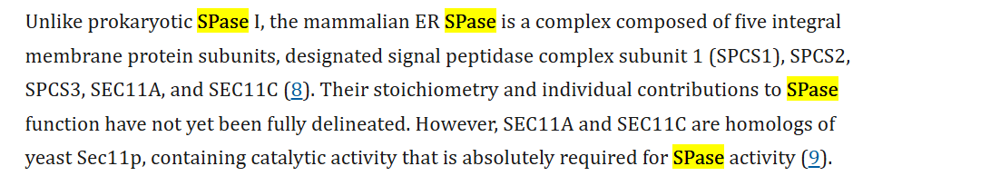 Unlike prokaryotic SPase I, the mammalian ER SPase is a complex composed of five integral
membrane protein subunits, designated signal peptidase complex subunit 1 (SPCS1), SPCS2,
SPCS3, SEC11A, and SEC11C (8). Their stoichiometry and individual contributions to SPase
function have not yet been fully delineated. However, SEC11A and SEC11C are homologs of
yeast Sec11p, containing catalytic activity that is absolutely required for SPase activity (9).